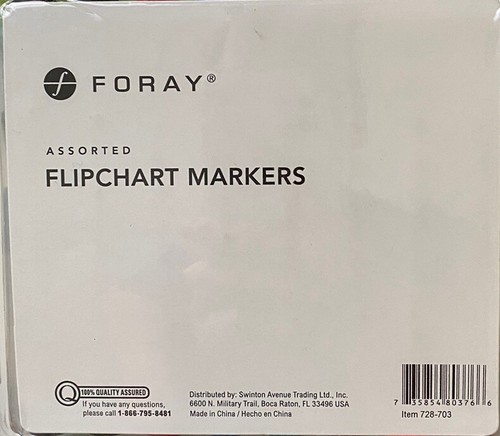 FORAY®
ASSORTED
FLIPCHART MARKERS
100% QUALITY ASSURED
If you have any questions,
please call 1-866-795-8481
Distributed by: Swinton Avenue Trading Ltd., Inc.
6600 N. Military Trail, Boca Raton, FL 33496 USA
Made in China / Hecho en China
7 35854 80376 6
Item 728-703